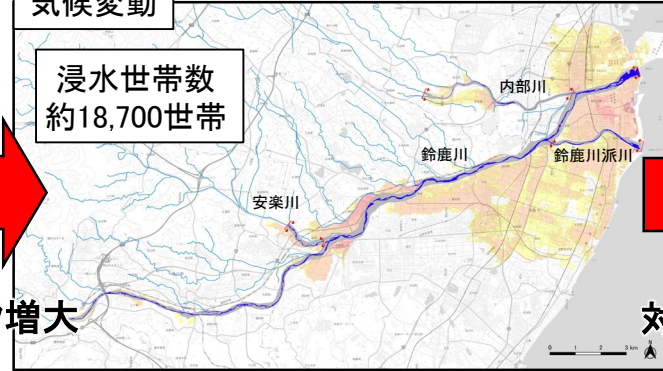 気候変動
浸水世帯数
約18,700世帯
内部川
鈴鹿川
鈴鹿川派川
安楽川
増大
対
0 1 2 3 km
N